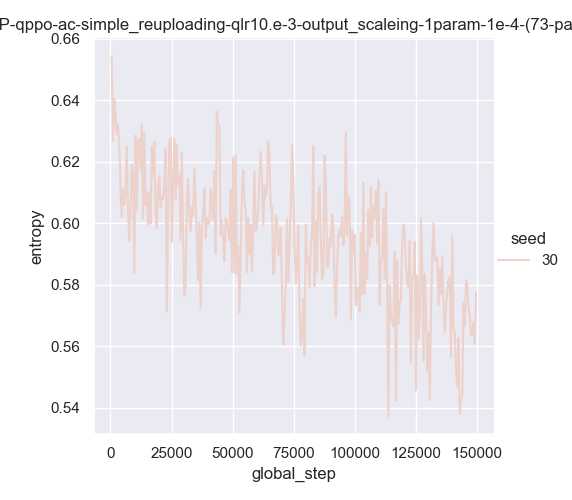 P-qppo-ac-simple_reuploading-qlr10.e-3-output_scaleing-1param-1e-4-(73-pa
0.66
0.64
0.62
0.60
0.58
0.56
0.54
entropy
0 25000 50000 75000 100000 125000 150000
global_step
seed
30